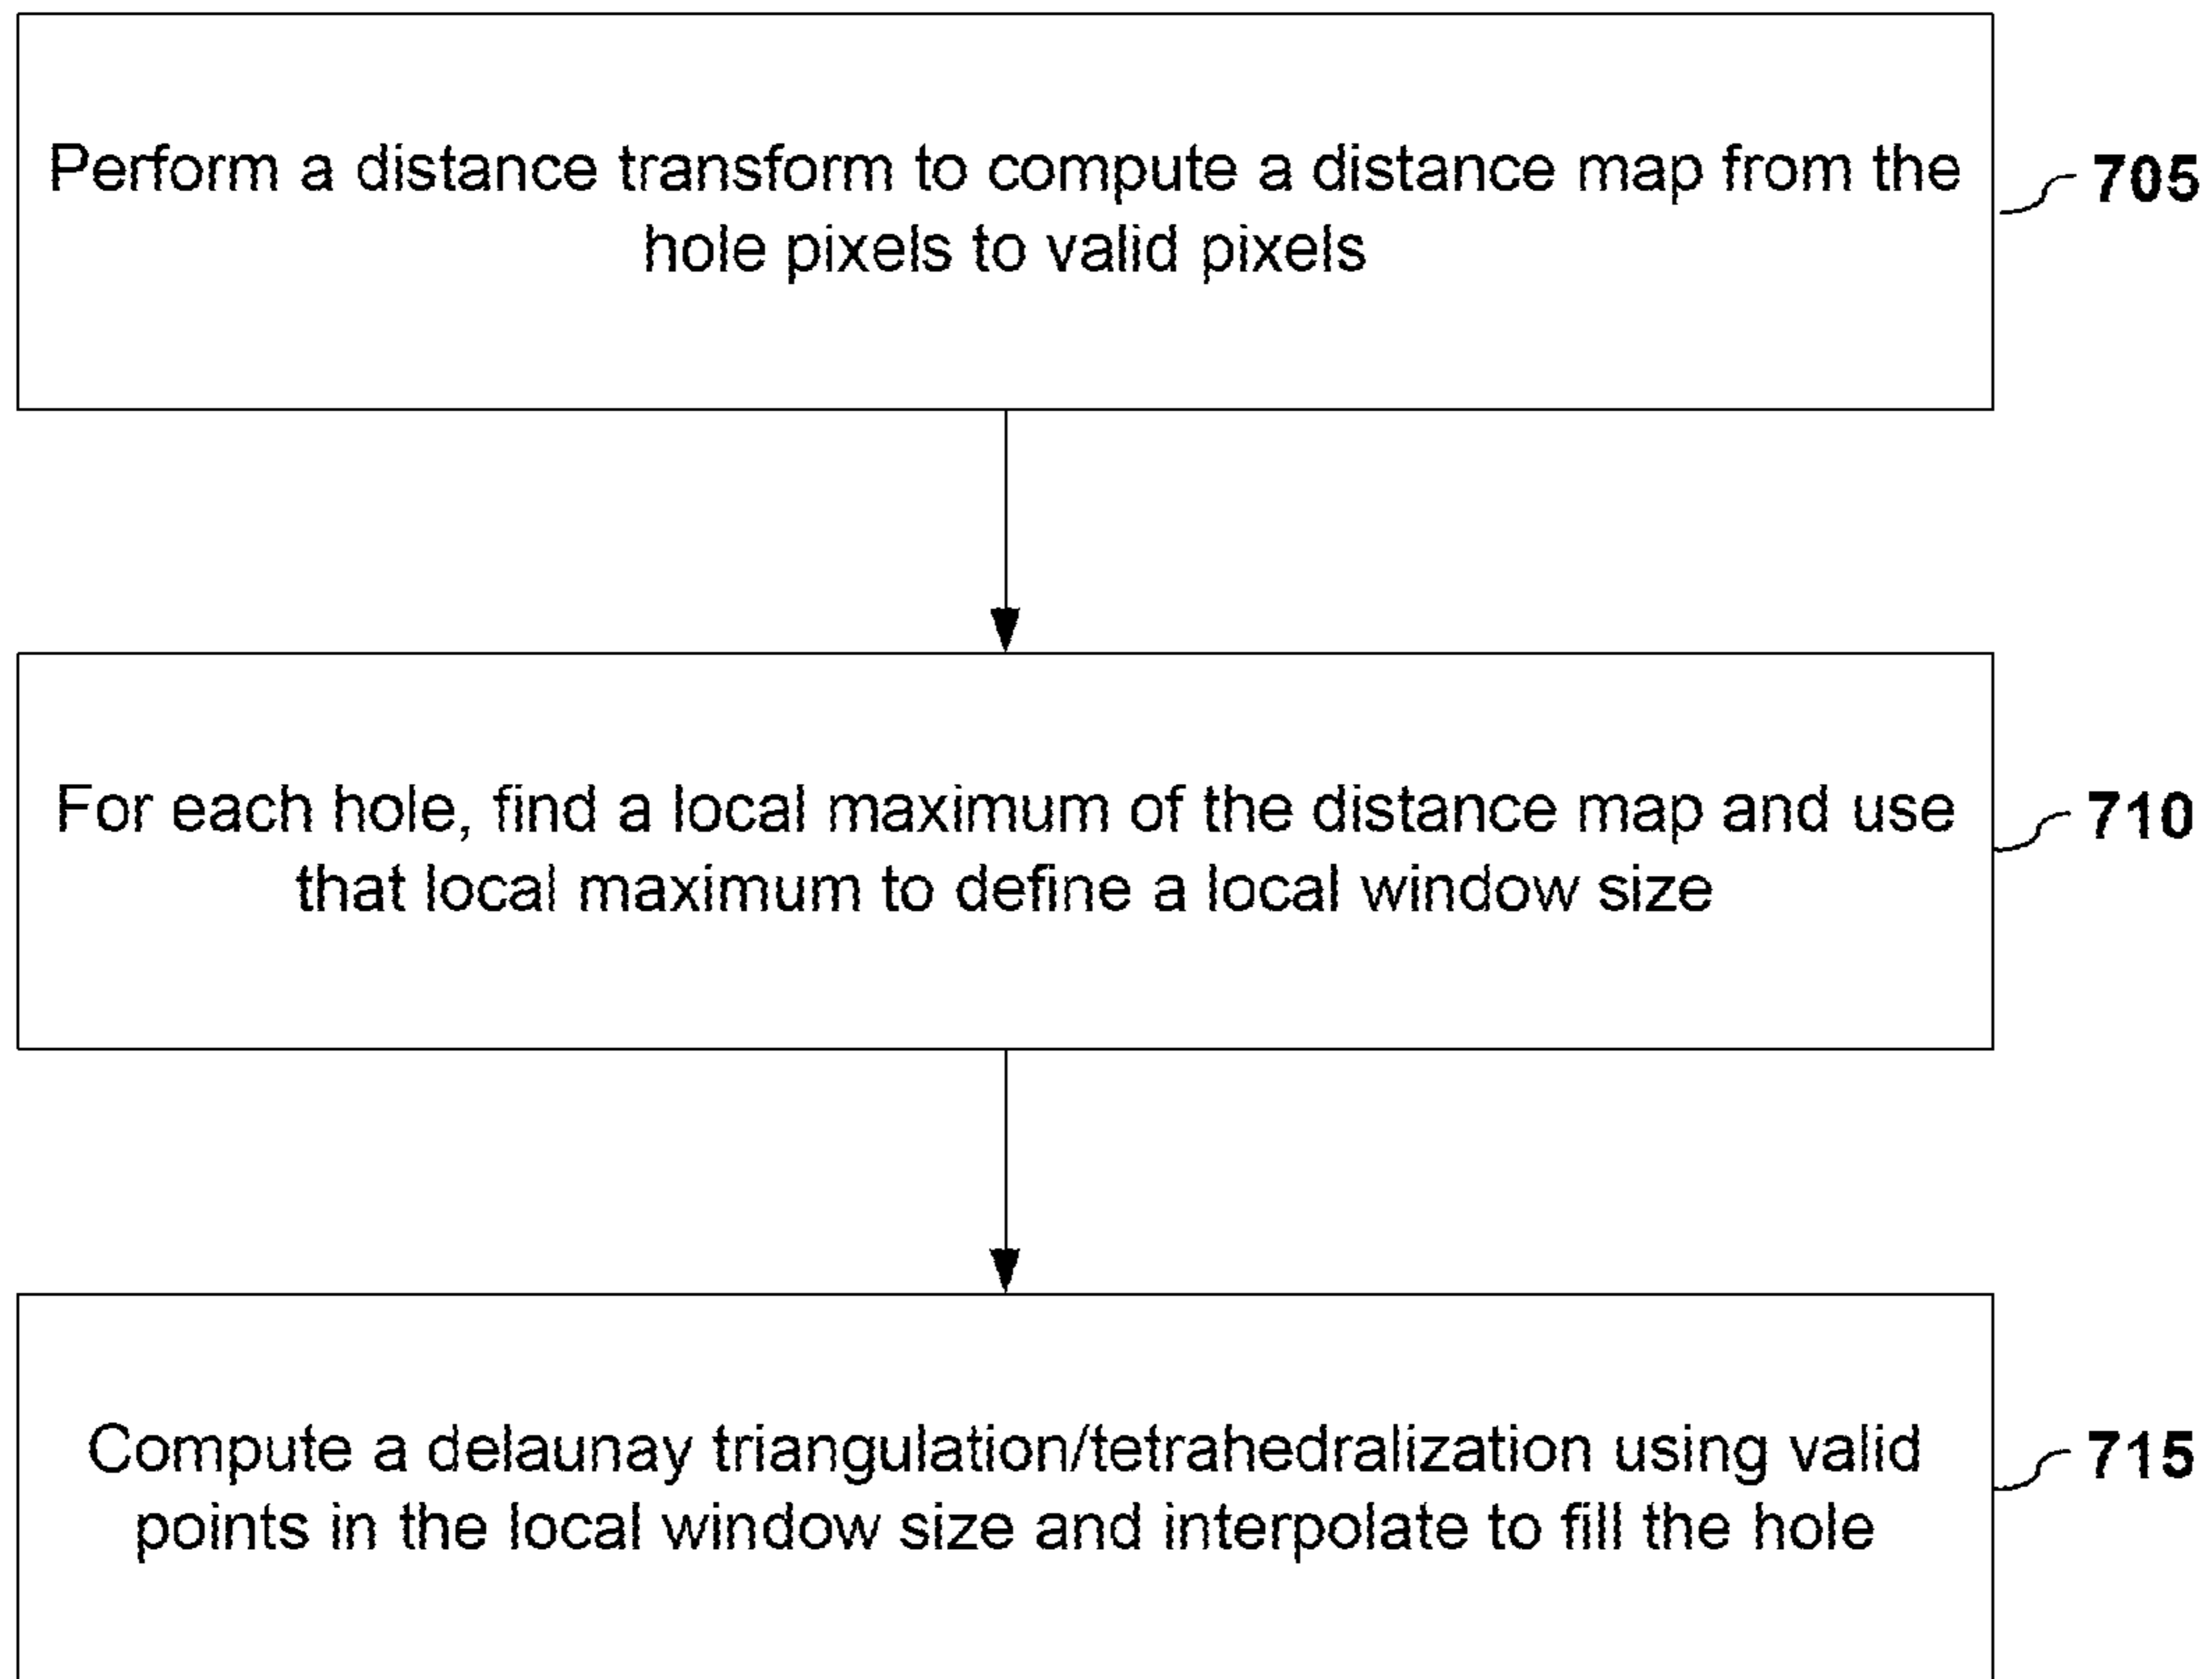 Perform a distance transform to compute a distance map from the
hole pixels to valid pixels
705
For each hole, find a local maximum of the distance map and use
that local maximum to define a local window size
710
Compute a delaunay triangulation/tetrahedralization using valid
points in the local window size and interpolate to fill the hole
715